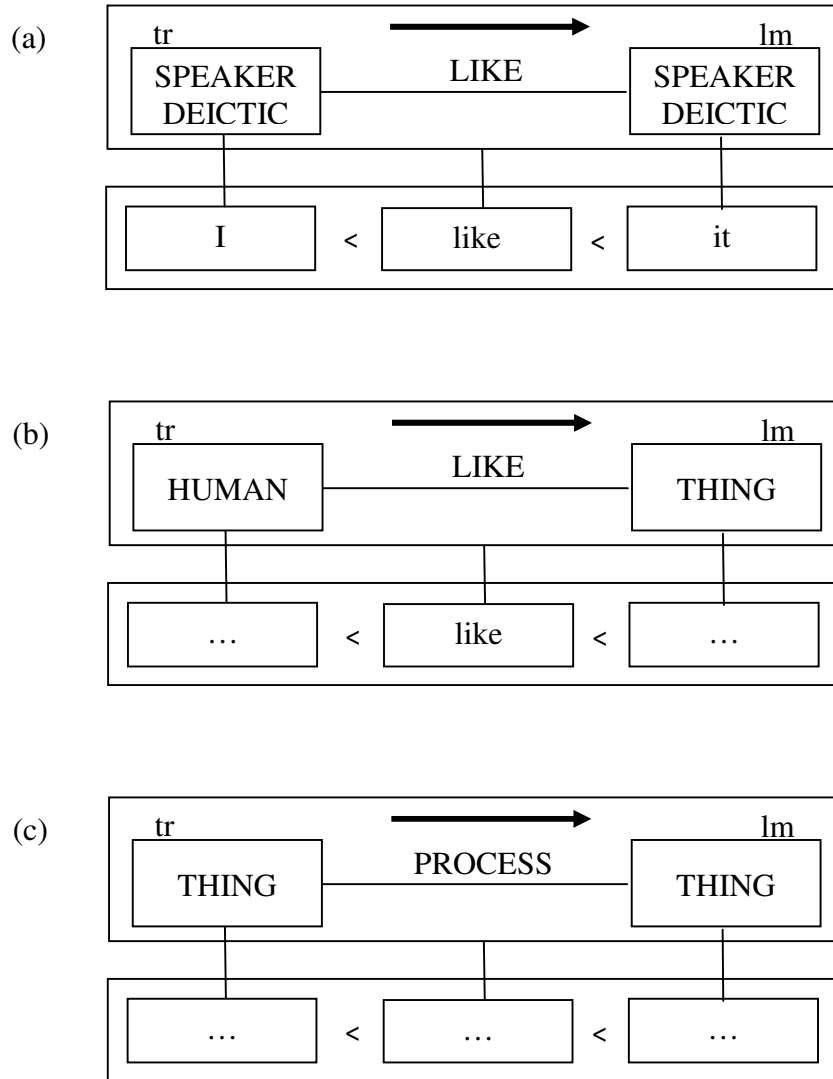 (a)
tr
lm
SPEAKER DEICTIC
LIKE
SPEAKER DEICTIC
I < like < it
(b)
tr
lm
HUMAN
LIKE
THING
… < like < …
(c)
tr
lm
THING
PROCESS
THING
… < … < …